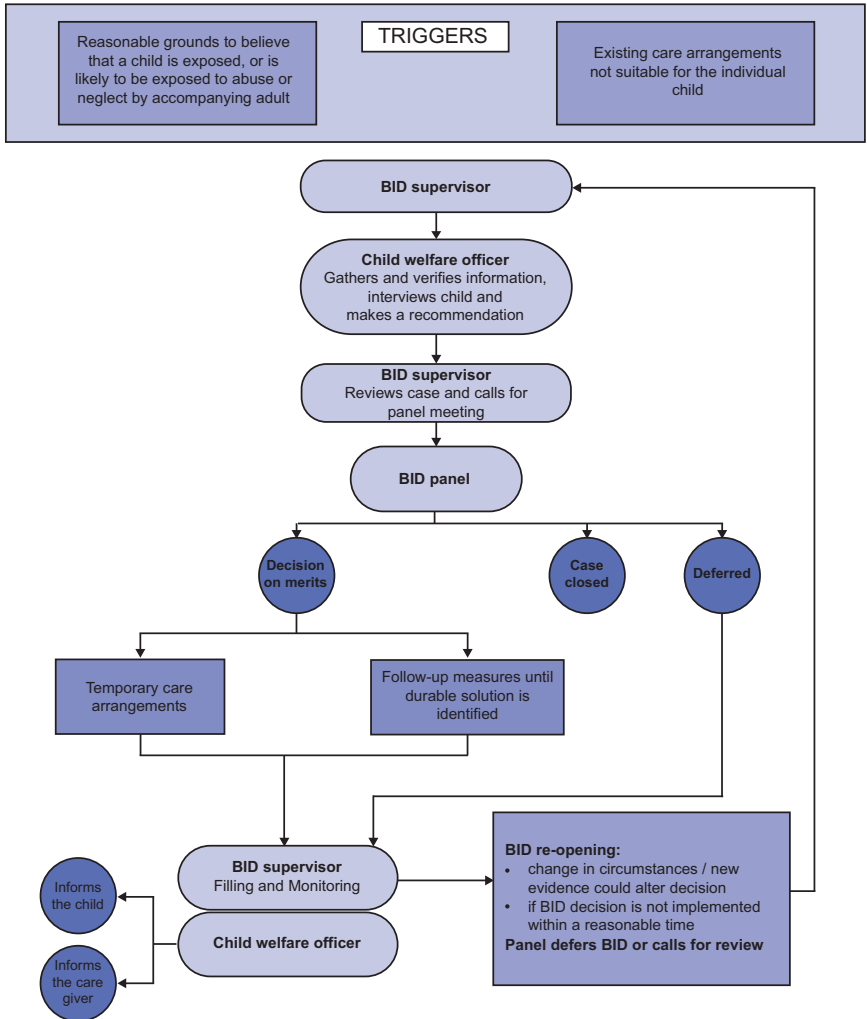 TRIGGERS
Reasonable grounds to believe
that a child is exposed, or is
likely to be exposed to abuse or
neglect by accompanying adult
Existing care arrangements
not suitable for the individual
child
BID supervisor
Child welfare officer
Gathers and verifies information,
interviews child and
makes a recommendation
BID supervisor
Reviews case and calls for
panel meeting
BID panel
Decision
on merits
Case
closed
Deferred
Temporary care
arrangements
Follow-up measures until
durable solution is
identified
BID supervisor
Filling and Monitoring
Child welfare officer
Informs
the child
Informs
the care
giver
BID re-opening:
• change in circumstances / new
evidence could alter decision
• if BID decision is not implemented
within a reasonable time
Panel defers BID or calls for review